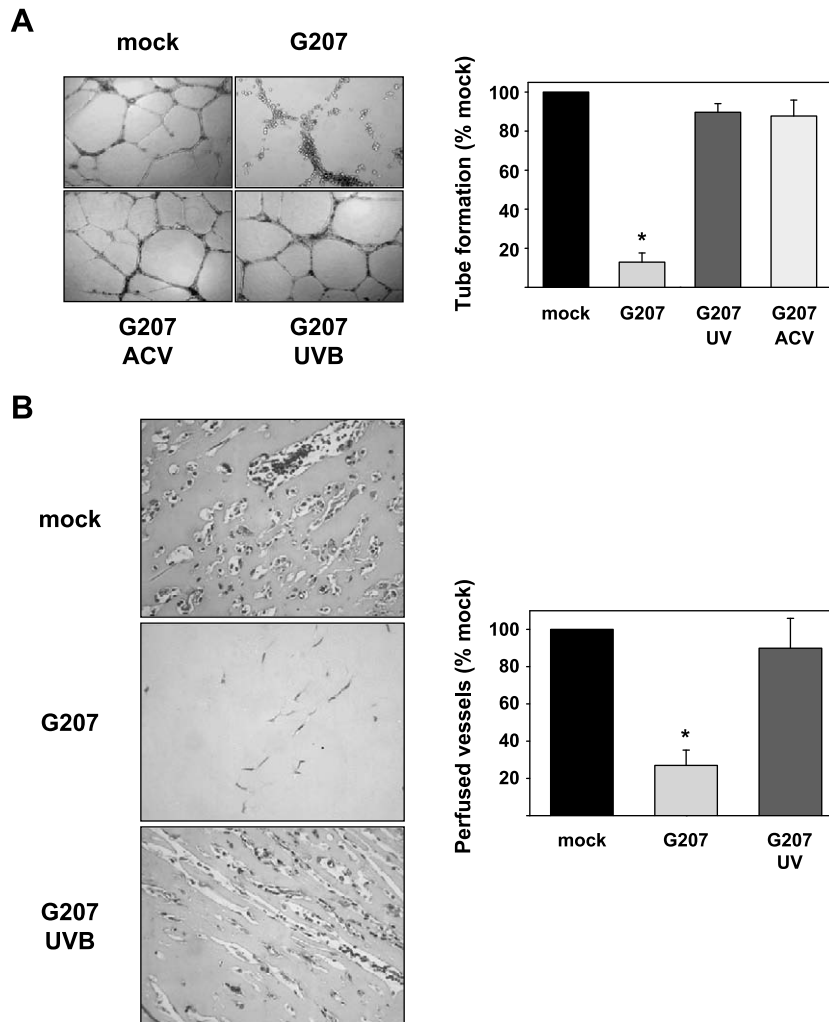 A
mock
G207
G207
ACV
G207
UVB
Tube formation (% mock)
100
80
60
40
20
*
mock
G207
G207
UV
G207
ACV
B
mock
G207
G207
UVB
Perfused vessels (% mock)
100
80
60
40
20
*
mock
G207
G207
UV